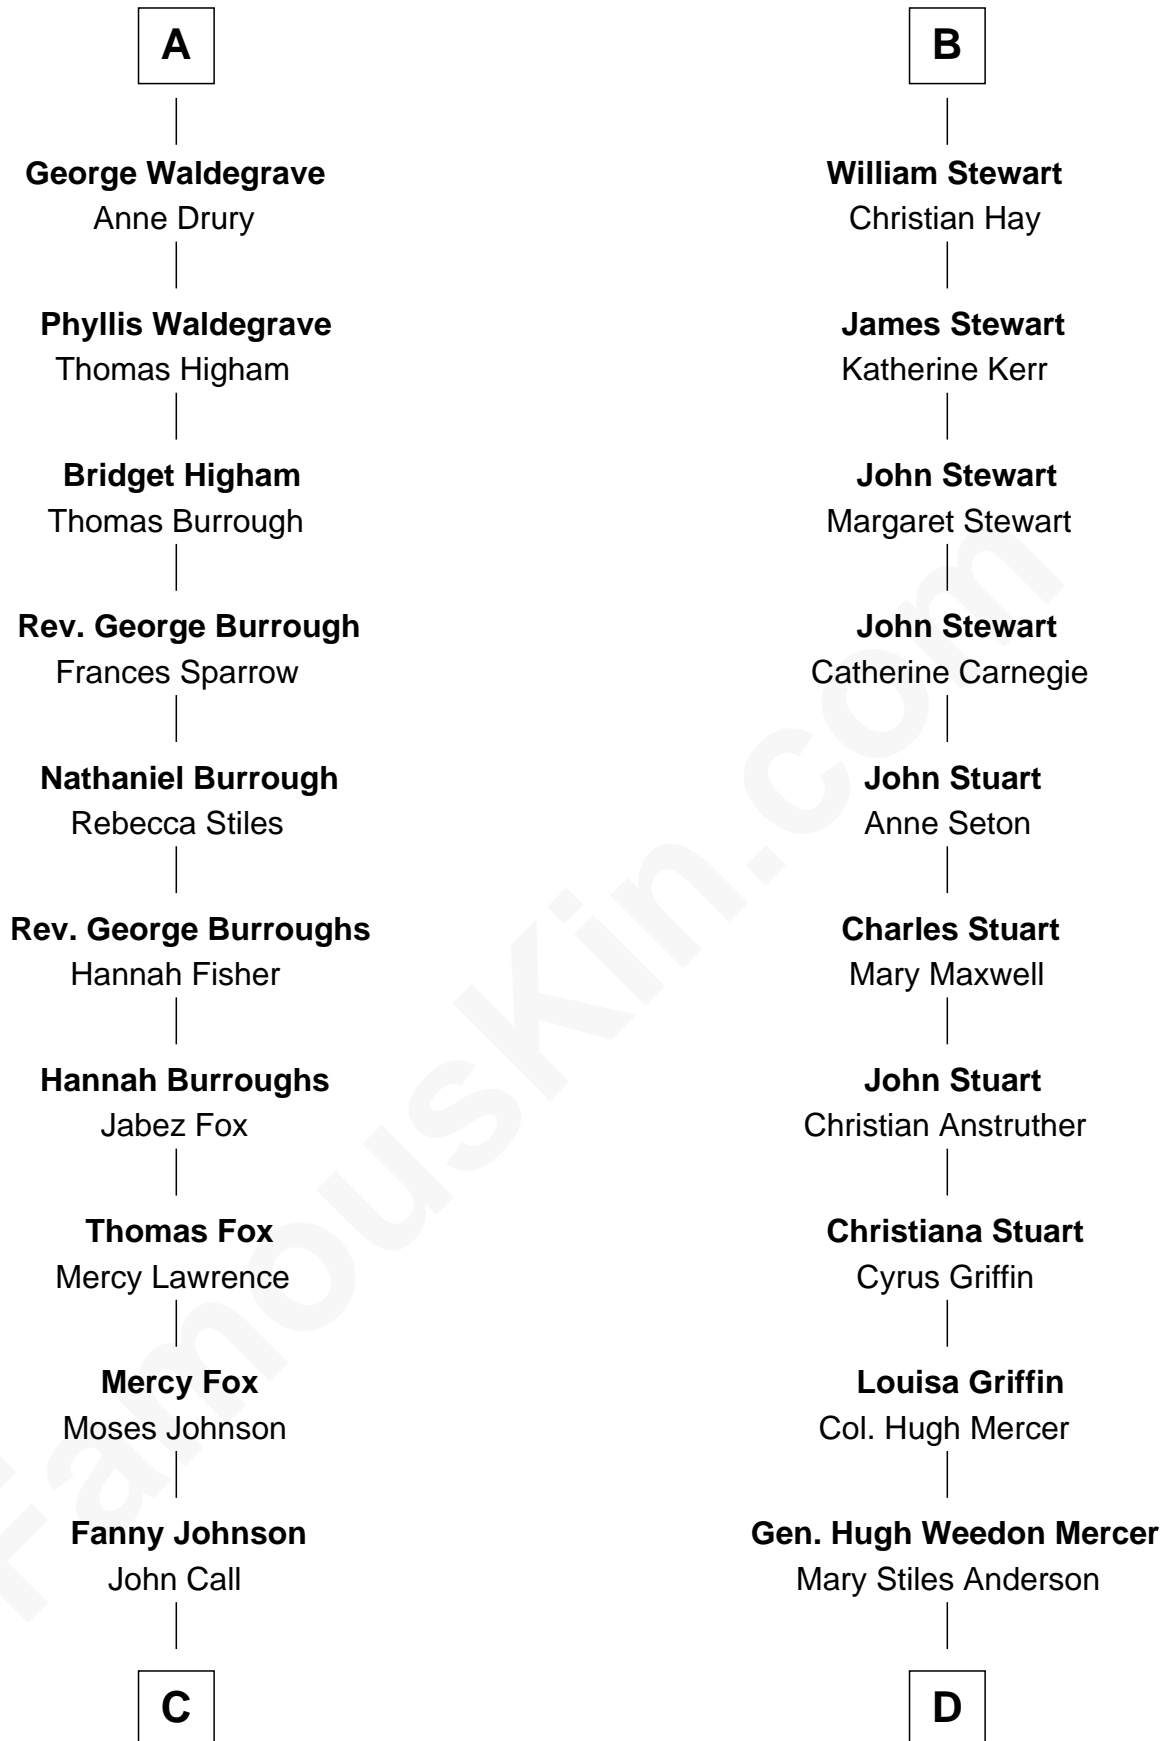 A
George Waldegrave
Anne Drury
Phyllis Waldegrave
Thomas Higham
Bridget Higham
Thomas Burrough
Rev. George Burrough
Frances Sparrow
Nathaniel Burrough
Rebecca Stiles
Rev. George Burroughs
Hannah Fisher
Hannah Burroughs
Jabez Fox
Thomas Fox
Mercy Lawrence
Mercy Fox
Moses Johnson
Fanny Johnson
John Call
C
B
William Stewart
Christian Hay
James Stewart
Katherine Kerr
John Stewart
Margaret Stewart
John Stewart
Catherine Carnegie
John Stuart
Anne Seton
Charles Stuart
Mary Maxwell
John Stuart
Christian Anstruther
Christiana Stuart
Cyrus Griffin
Louisa Griffin
Col. Hugh Mercer
Gen. Hugh Weedon Mercer
Mary Stiles Anderson
D
FamousKin.com